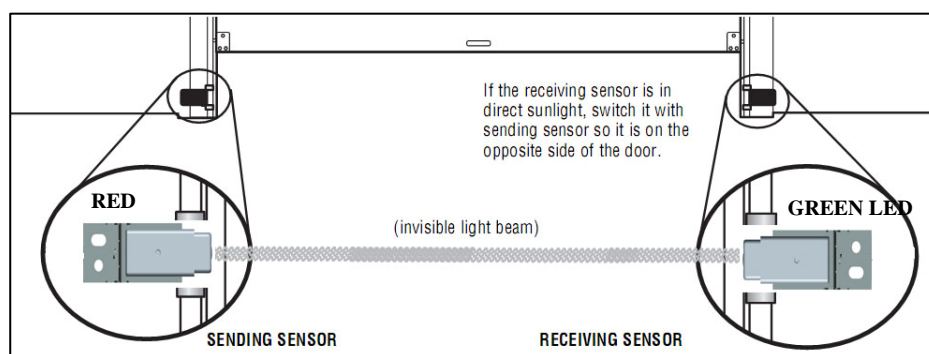 If the receiving sensor is in
direct sunlight, switch it with
sending sensor so it is on the
opposite side of the door.
RED
GREEN LED
(invisible light beam)
SENDING SENSOR
RECEIVING SENSOR